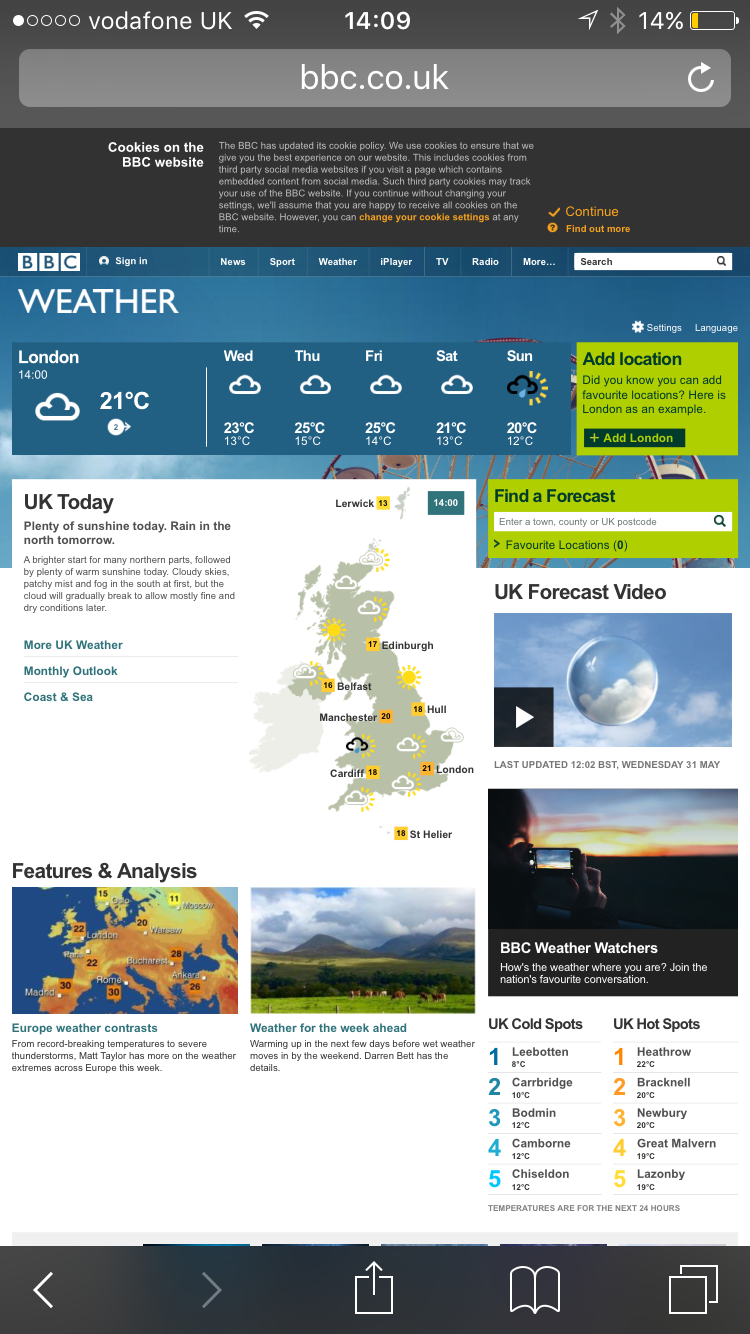 vodafone UK
14:09
14%
bbc.co.uk
Cookies on the
BBC website
The BBC has updated its cookie policy. We use cookies to ensure that we
give you the best experience on our website. This includes cookies from
third party social media websites if you visit a page which contains
embedded content from social media. Such third party cookies may track
your use of the BBC website. If you continue without changing your
settings, we'll assume that you are happy to receive all cookies on the
BBC website. However, you can change your cookie settings at any
time.
Continue
Find out more
BBC Sign in News Sport Weather iPlayer TV Radio More... Search
WEATHER
Settings Language
London
14:00
21°C
2
Wed Thu Fri Sat Sun
23°C 25°C 25°C 21°C 20°C
13°C 15°C 14°C 13°C 12°C
Add location
Did you know you can add
favourite locations? Here is
London as an example.
+ Add London
UK Today
Plenty of sunshine today. Rain in the
north tomorrow.
A brighter start for many northern parts, followed
by plenty of warm sunshine today. Cloudy skies,
patchy mist and fog in the south at first, but the
cloud will gradually break to allow mostly fine and
dry conditions later.
More UK Weather
Monthly Outlook
Coast & Sea
Lerwick 13
14:00
17 Edinburgh
16 Belfast
18 Hull
Manchester 20
Cardiff 18
21 London
18 St Helier
Find a Forecast
Enter a town, county or UK postcode
Favourite Locations (0)
UK Forecast Video
LAST UPDATED 12:02 BST, WEDNESDAY 31 MAY
BBC Weather Watchers
How's the weather where you are? Join the
nation's favourite conversation.
Features & Analysis
15 Oslo
11 Moscow
20 Warsaw
22 London
Paris 22
Bucharest 28
Ankara 26
Rome 30
Madrid 30
Europe weather contrasts
From record-breaking temperatures to severe
thunderstorms, Matt Taylor has more on the weather
extremes across Europe this week.
Weather for the week ahead
Warming up in the next few days before wet weather
moves in by the weekend. Darren Bett has the
details.
UK Cold Spots
1 Leebotten
8°C
2 Carrbridge
10°C
3 Bodmin
12°C
4 Camborne
12°C
5 Chiseldon
12°C
UK Hot Spots
1 Heathrow
22°C
2 Bracknell
20°C
3 Newbury
20°C
4 Great Malvern
19°C
5 Lazonby
19°C
TEMPERATURES ARE FOR THE NEXT 24 HOURS